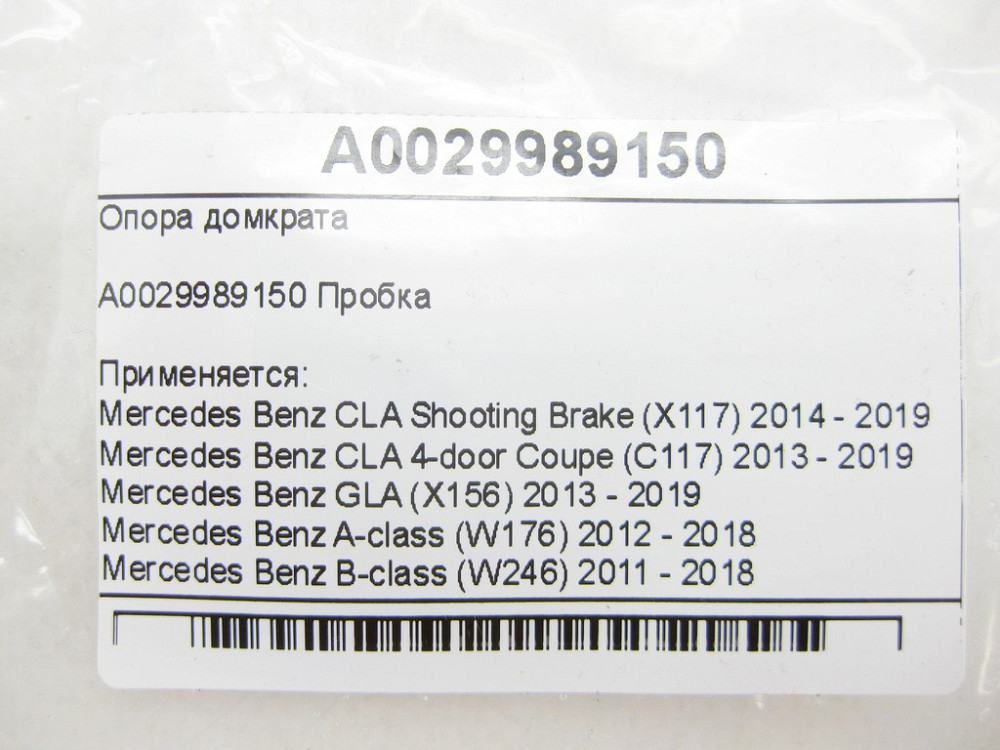 A0029989150
Опора домкрата
A0029989150 Пробка
Применяется:
Mercedes Benz CLA Shooting Brake (X117) 2014 - 2019
Mercedes Benz CLA 4-door Coupe (C117) 2013 - 2019
Mercedes Benz GLA (X156) 2013 - 2019
Mercedes Benz A-class (W176) 2012 - 2018
Mercedes Benz B-class (W246) 2011 - 2018